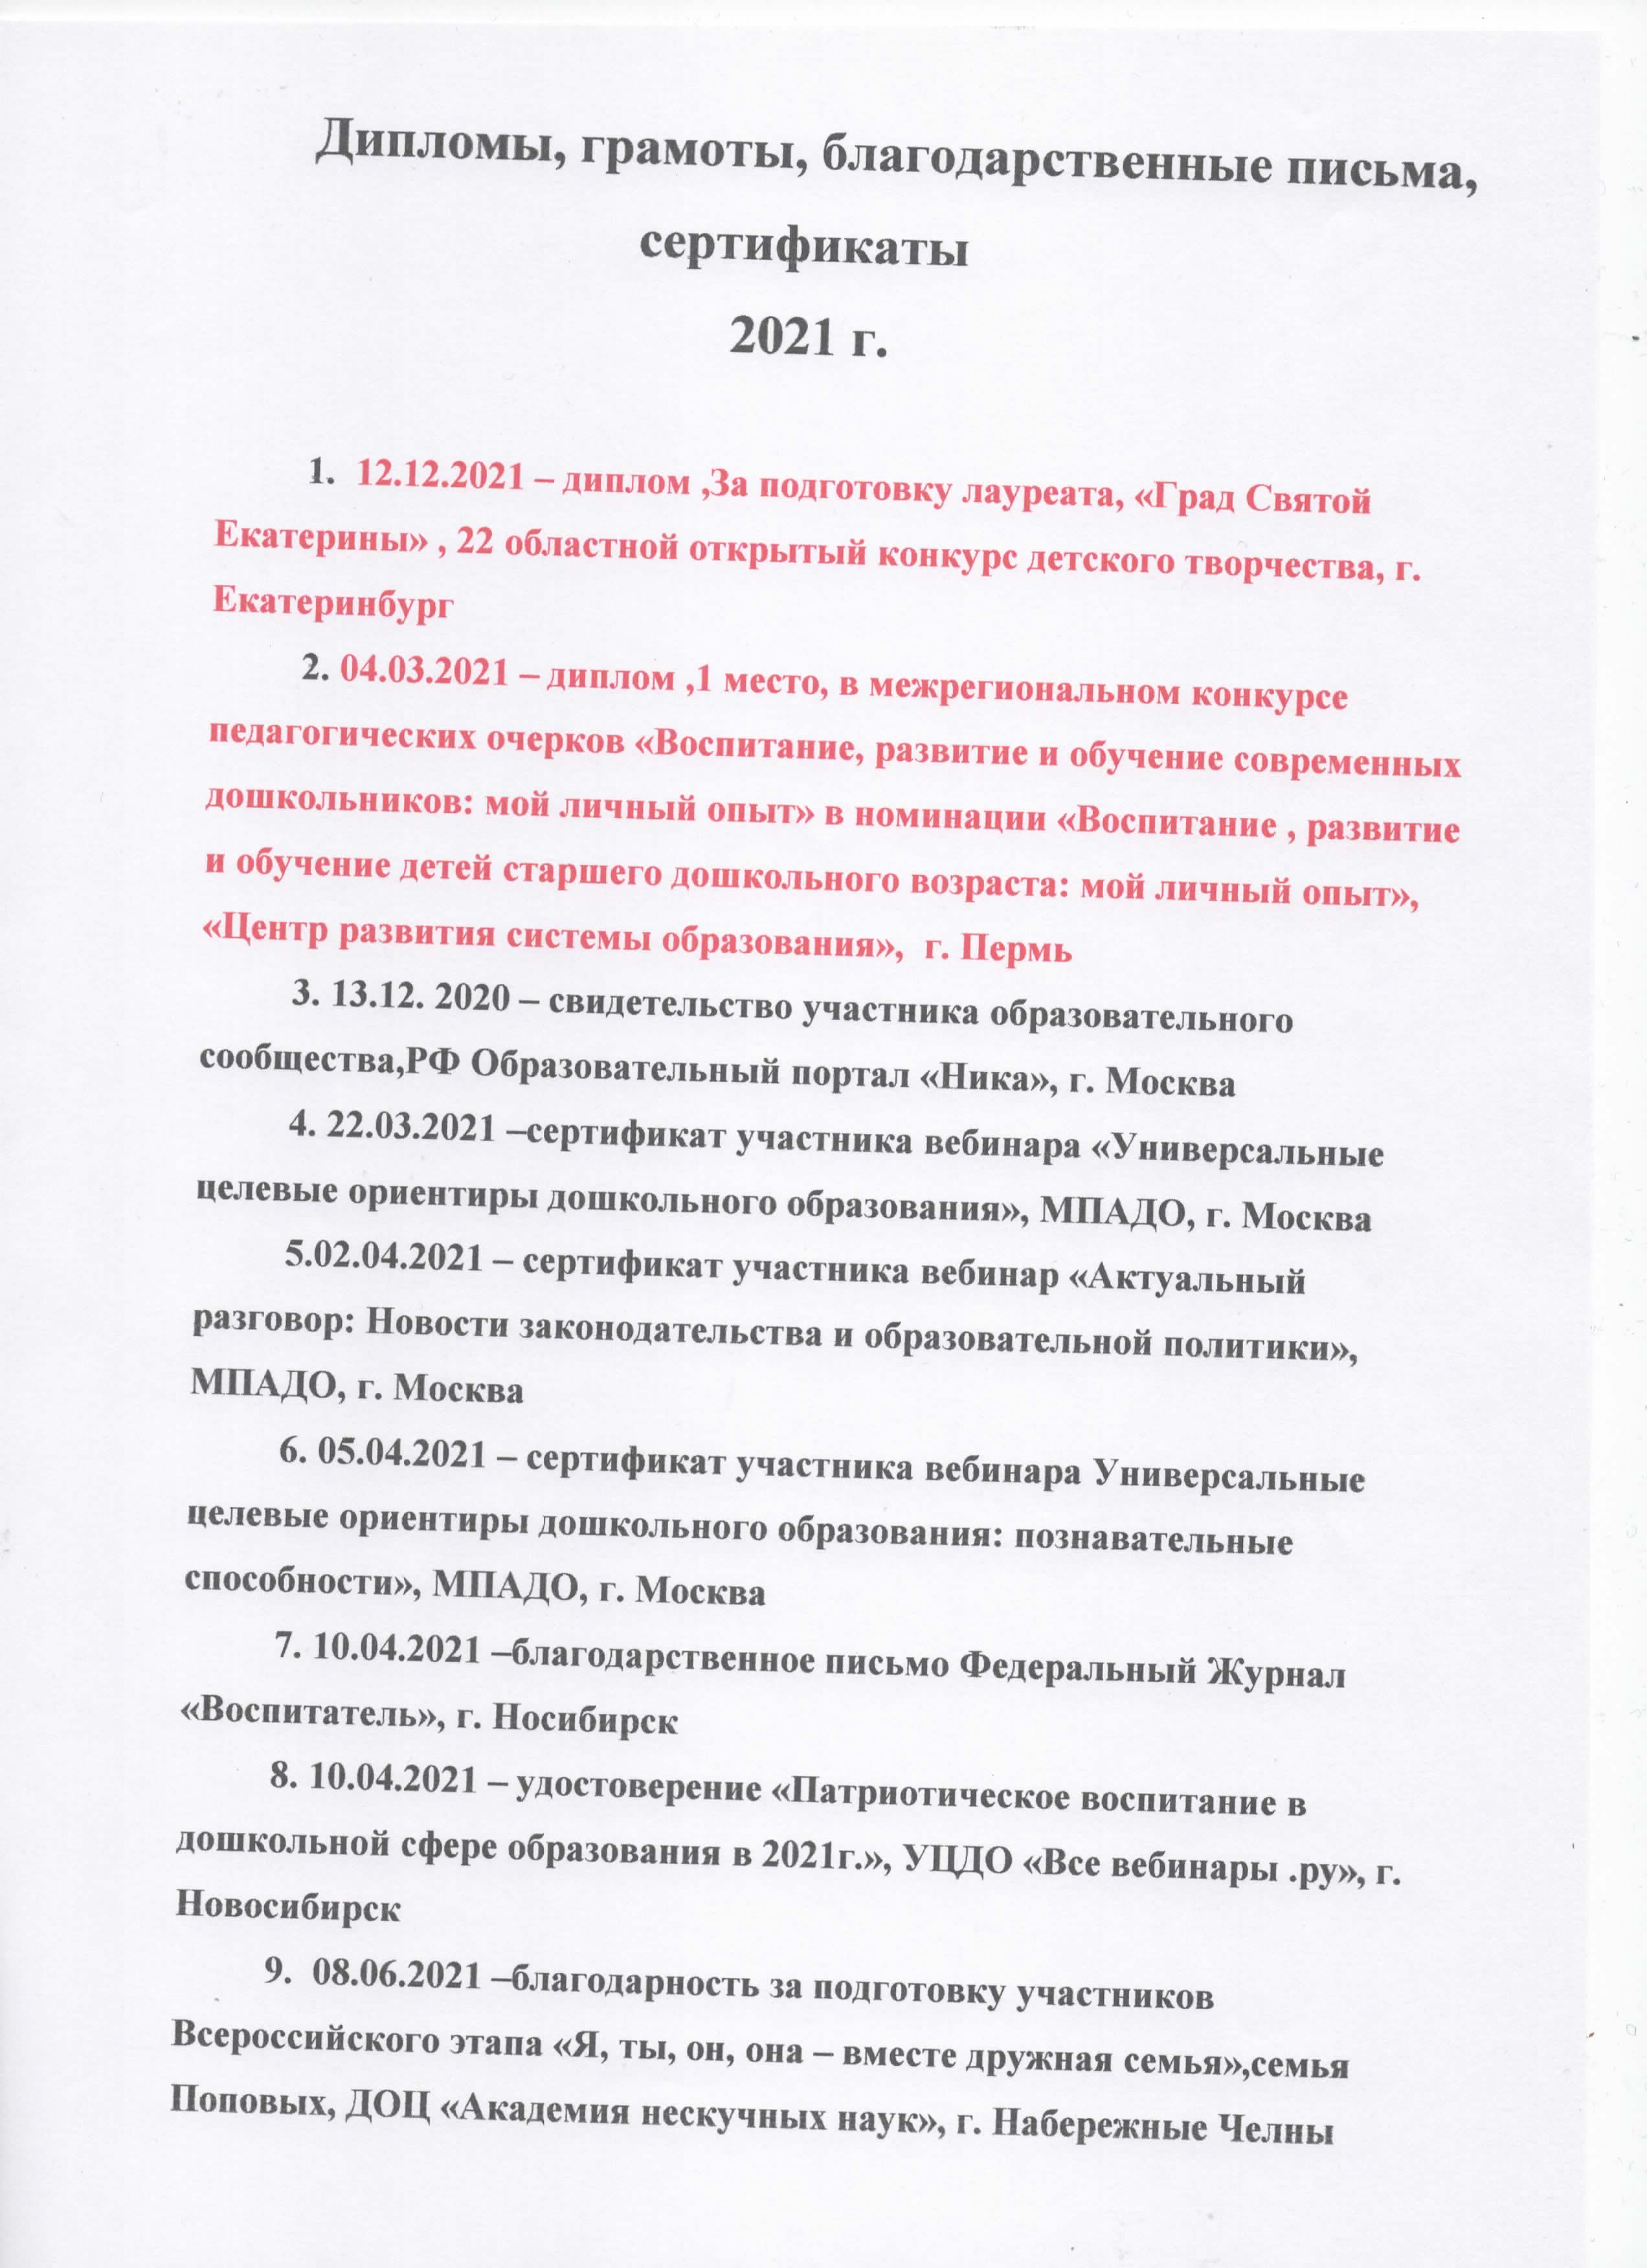 Дипломы, грамоты, благодарственные письма,
сертификаты
2021 г.
1. 12.12.2021 – диплом ,За подготовку лауреата, «Град Святой
Екатерины» , 22 областной открытый конкурс детского творчества, г.
Екатеринбург
2. 04.03.2021 – диплом ,1 место, в межрегиональном конкурсе
педагогических очерков «Воспитание, развитие и обучение современных
дошкольников: мой личный опыт» в номинации «Воспитание , развитие
и обучение детей старшего дошкольного возраста: мой личный опыт»,
«Центр развития системы образования», г. Пермь
3. 13.12. 2020 – свидетельство участника образовательного
сообщества,РФ Образовательный портал «Ника», г. Москва
4. 22.03.2021 –сертификат участника вебинара «Универсальные
целевые ориентиры дошкольного образования», МПАДО, г. Москва
5.02.04.2021 – сертификат участника вебинар «Актуальный
разговор: Новости законодательства и образовательной политики»,
МПАДО, г. Москва
6. 05.04.2021 – сертификат участника вебинара Универсальные
целевые ориентиры дошкольного образования: познавательные
способности», МПАДО, г. Москва
7. 10.04.2021 –благодарственное письмо Федеральный Журнал
«Воспитатель», г. Носибирск
8. 10.04.2021 – удостоверение «Патриотическое воспитание в
дошкольной сфере образования в 2021г.», УЦДО «Все вебинары .ру», г.
Новосибирск
9. 08.06.2021 –благодарность за подготовку участников
Всероссийского этапа «Я, ты, он, она – вместе дружная семья»,семья
Поповых, ДОЦ «Академия нескучных наук», г. Набережные Челны